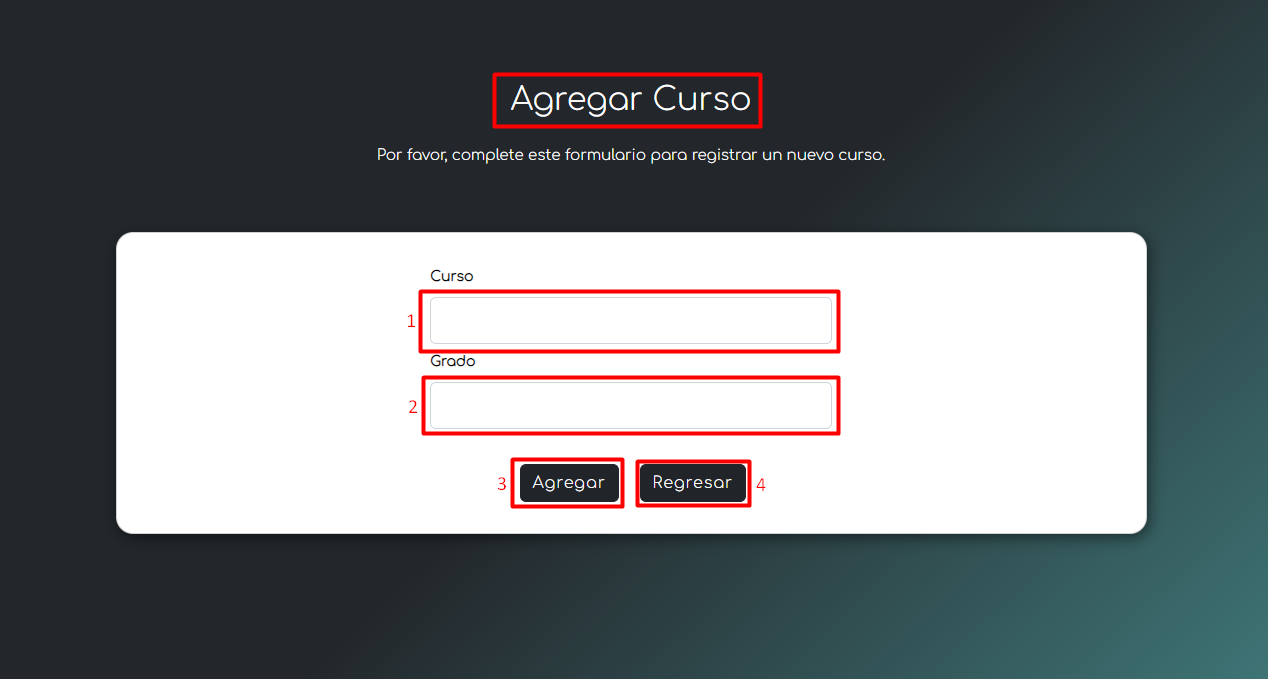 Agregar Curso
Por favor, complete este formulario para registrar un nuevo curso.
Curso
1
Grado
2
3 Agregar Regresar 4